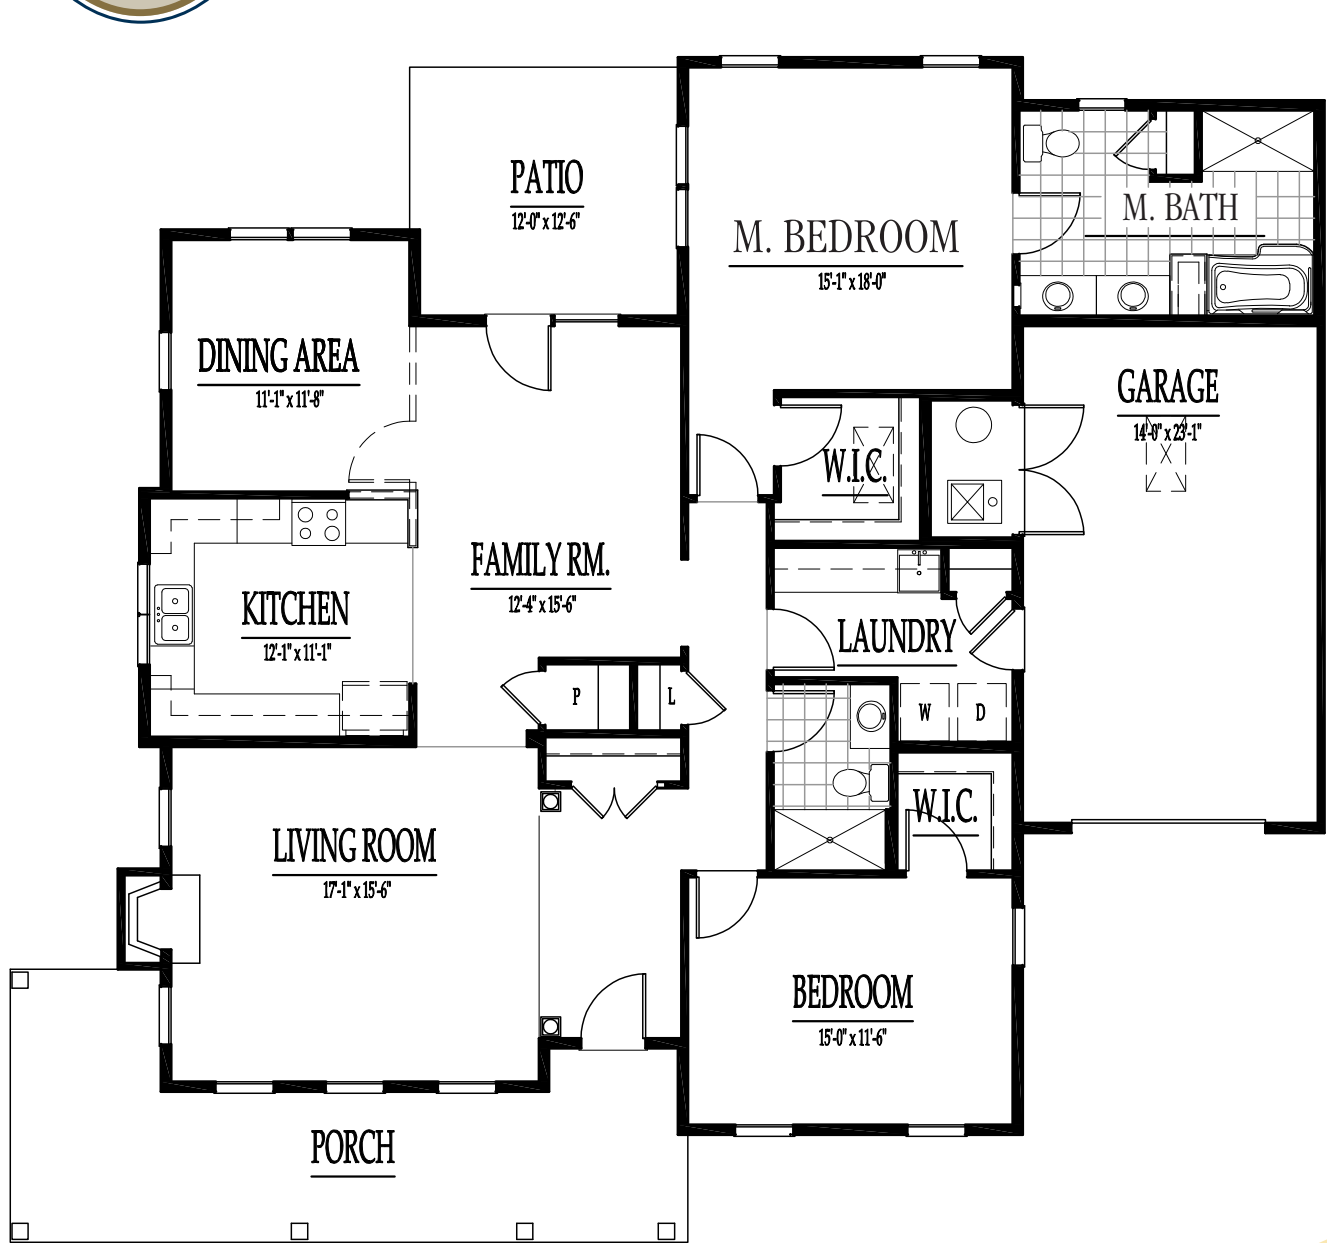 PATIO
12'-0" x 12'-6"
M. BEDROOM
15'-1" x 18'-0"
M. BATH
DINING AREA
11'-1" x 11'-8"
GARAGE
14'-0" x 23'-1"
W.I.C.
FAMILY RM.
12'-4" x 15'-6"
KITCHEN
12'-1" x 11'-1"
LAUNDRY
P
L
W
D
W.I.C.
LIVING ROOM
17'-1" x 15'-6"
BEDROOM
15'-0" x 11'-6"
PORCH